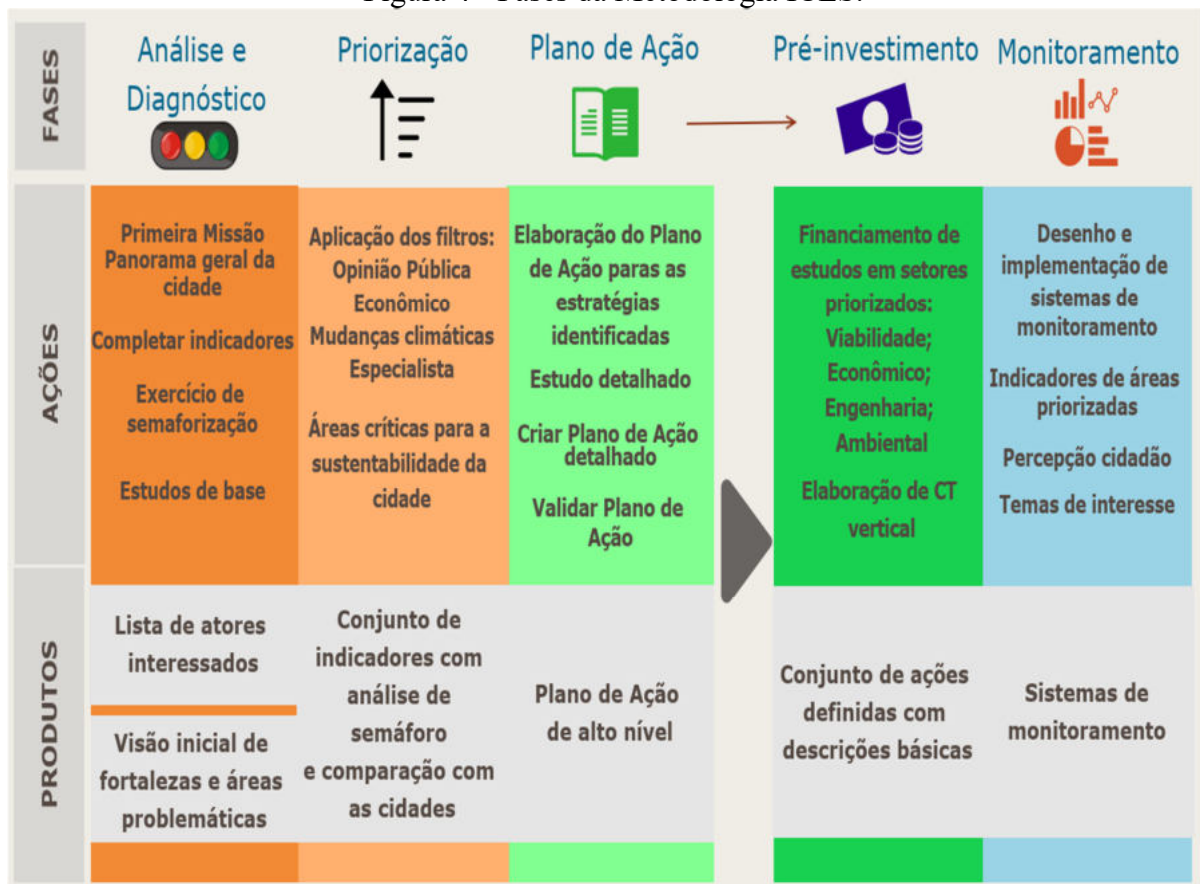 FASES
Análise e
Diagnóstico
Priorização
Plano de Ação
Pré-investimento
Monitoramento
AÇÕES
Primeira Missão
Panorama geral da
cidade
Completar indicadores
Exercício de
semaforização
Estudos de base
Aplicação dos filtros:
Opinião Pública
Econômico
Mudanças climáticas
Especialista
Áreas críticas para a
sustentabilidade da
cidade
Elaboração do Plano
de Ação paras as
estratégias
identificadas
Estudo detalhado
Criar Plano de Ação
detalhado
Validar Plano de
Ação
Financiamento de
estudos em setores
priorizados:
Viabilidade;
Econômico;
Engenharia;
Ambiental
Elaboração de CT
vertical
Desenho e
implementação de
sistemas de
monitoramento
Indicadores de áreas
priorizadas
Percepção cidadão
Temas de interesse
PRODUTOS
Lista de atores
interessados
Visão inicial de
fortalezas e áreas
problemáticas
Conjunto de
indicadores com
análise de
semáforo
e comparação com
as cidades
Plano de Ação
de alto nível
Conjunto de ações
definidas com
descrições básicas
Sistemas de
monitoramento